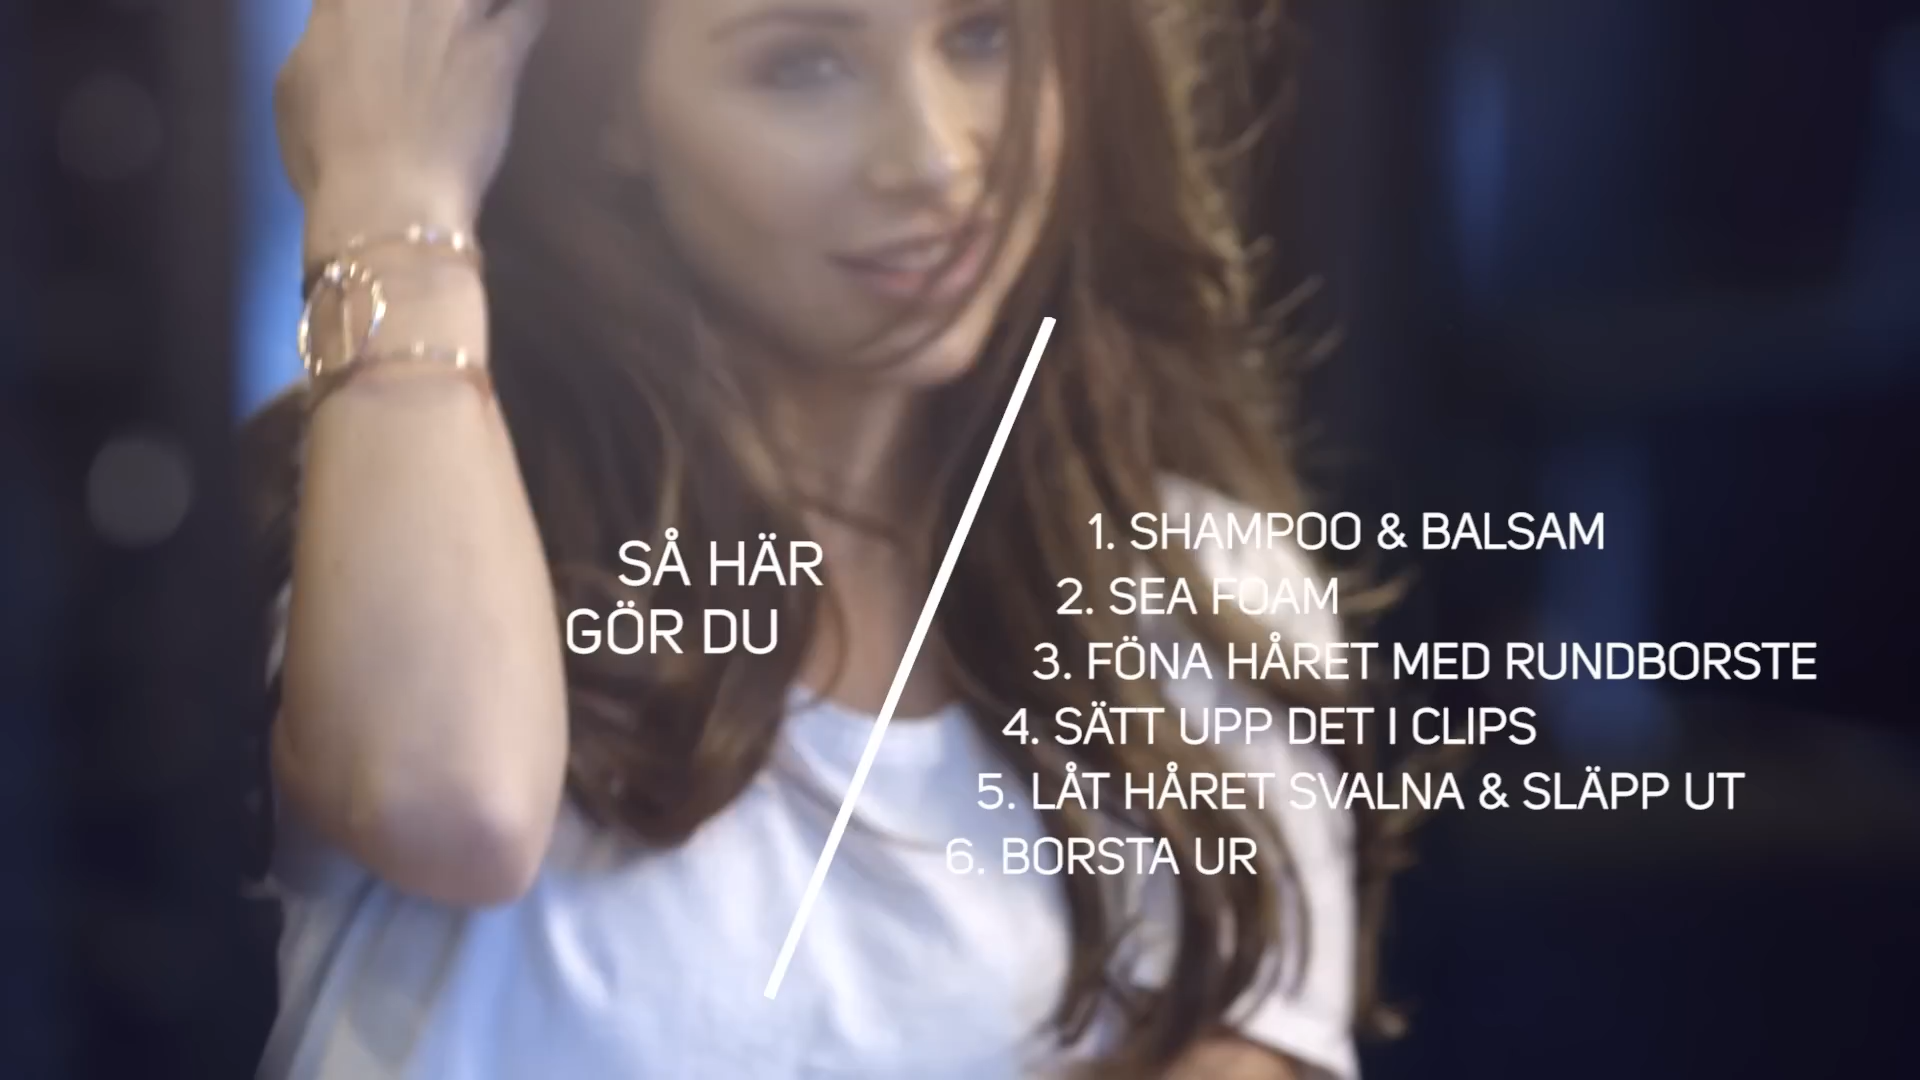 SÅ HÄR
GÖR DU
1. SHAMPOO & BALSAM
2. SEA FOAM
3. FÖNA HÅRET MED RUNDBORSTE
4. SÄTT UPP DET I CLIPS
5. LÅT HÅRET SVALNA & SLÄPP UT
6. BORSTA UR